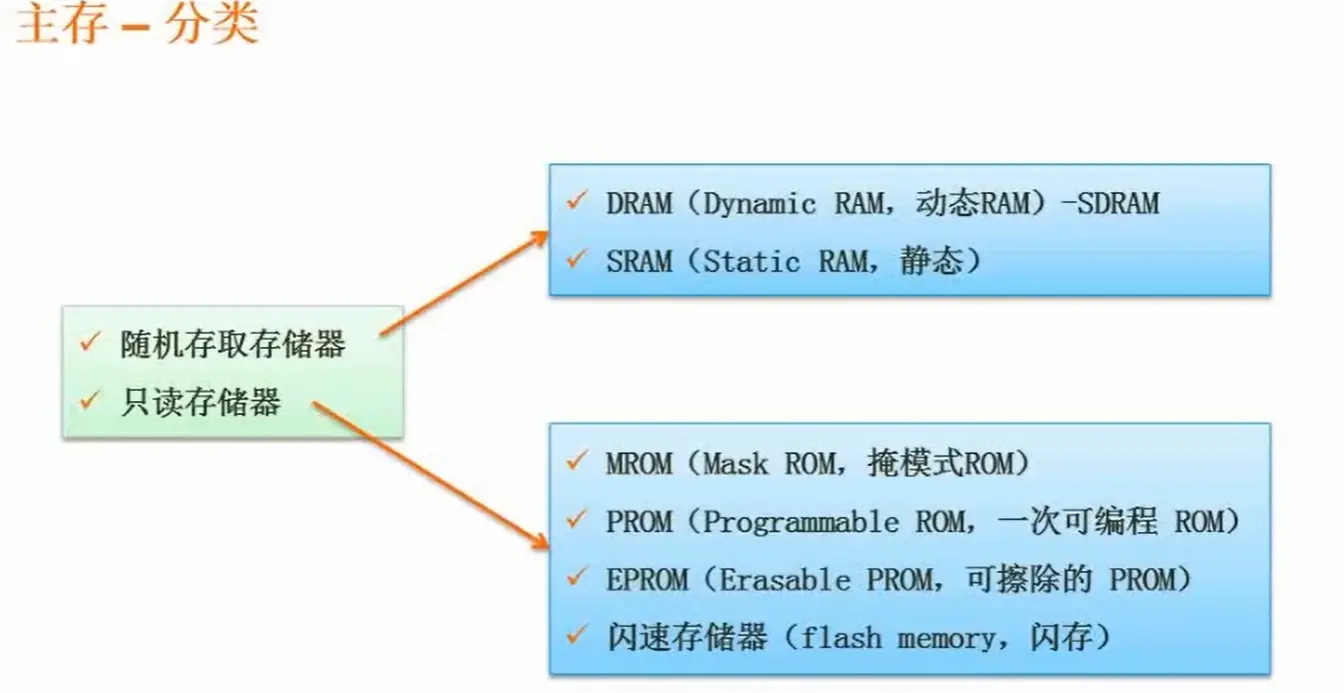 主存 – 分类
DRAM（Dynamic RAM，动态RAM）-SDRAM
SRAM（Static RAM，静态）
随机存取存储器
只读存储器
MROM（Mask ROM，掩模式ROM）
PROM（Programmable ROM，一次可编程 ROM）
EPROM（Erasable PROM，可擦除的 PROM）
闪速存储器（flash memory，闪存）